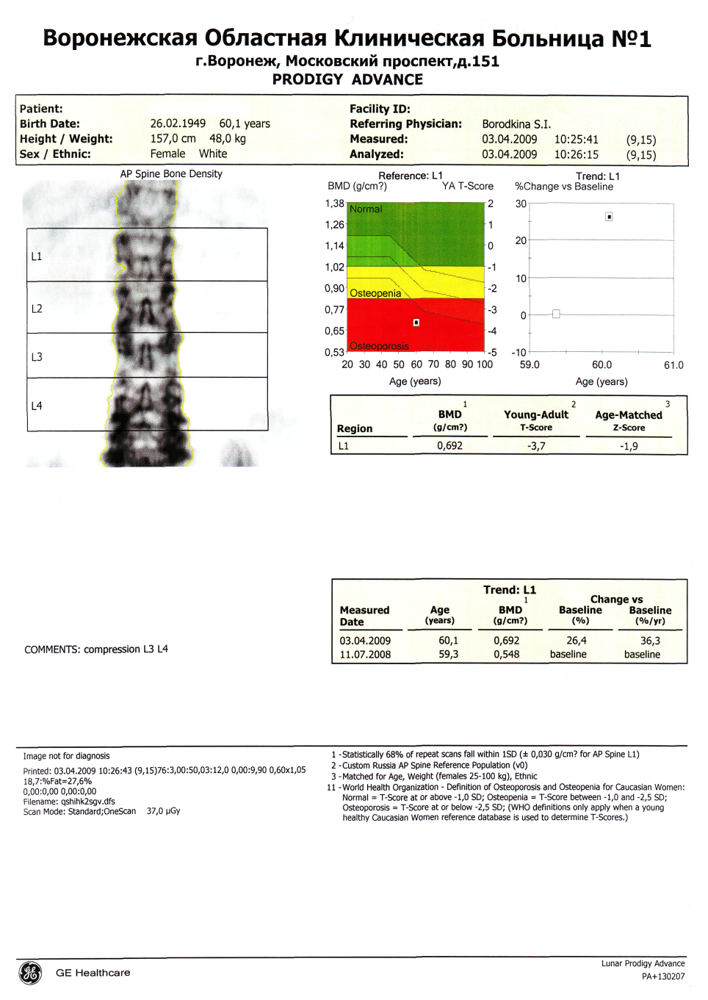 Воронежская Областная Клиническая Больница №1
г.Воронеж, Московский проспект,д.151
PRODIGY ADVANCE
Patient:
Birth Date: 26.02.1949 60,1 years
Height / Weight: 157,0 cm 48,0 kg
Sex / Ethnic: Female White
Facility ID:
Referring Physician: Borodkina S.I.
Measured: 03.04.2009 10:25:41 (9,15)
Analyzed: 03.04.2009 10:26:15 (9,15)
AP Spine Bone Density
L1
L2
L3
L4
Reference: L1
BMD (g/cm?) YA T-Score
1,38 Normal 2
1,26 1
1,14 0
1,02 -1
0,90 Osteopenia -2
0,77 -3
0,65 -4
0,53 Osteoporosis -5
20 30 40 50 60 70 80 90 100
Age (years)
Trend: L1
%Change vs Baseline
30
20
10
0
-10
59.0 60.0 61.0
Age (years)
1 2 3
BMD Young-Adult Age-Matched
Region (g/cm?) T-Score Z-Score
L1 0,692 -3,7 -1,9
Trend: L1
1 Change vs
Measured Age BMD Baseline Baseline
Date (years) (g/cm?) (%) (%/yr)
03.04.2009 60,1 0,692 26,4 36,3
11.07.2008 59,3 0,548 baseline baseline
COMMENTS: compression L3 L4
Image not for diagnosis
Printed: 03.04.2009 10:26:43 (9,15)76:3,00:50,03:12,0 0,00:9,90 0,60x1,05
18,7:%Fat=27,6%
0,00:0,00 0,00:0,00
Filename: qshihk2sgv.dfs
Scan Mode: Standard;OneScan 37,0 µGy
1 -Statistically 68% of repeat scans fall within 1SD (± 0,030 g/cm? for AP Spine L1)
2 -Custom Russia AP Spine Reference Population (v0)
3 -Matched for Age, Weight (females 25-100 kg), Ethnic
11 -World Health Organization - Definition of Osteoporosis and Osteopenia for Caucasian Women:
Normal = T-Score at or above -1,0 SD; Osteopenia = T-Score between -1,0 and -2,5 SD;
Osteoporosis = T-Score at or below -2,5 SD; (WHO definitions only apply when a young
healthy Caucasian Women reference database is used to determine T-Scores.)
GE Healthcare
Lunar Prodigy Advance
PA+130207